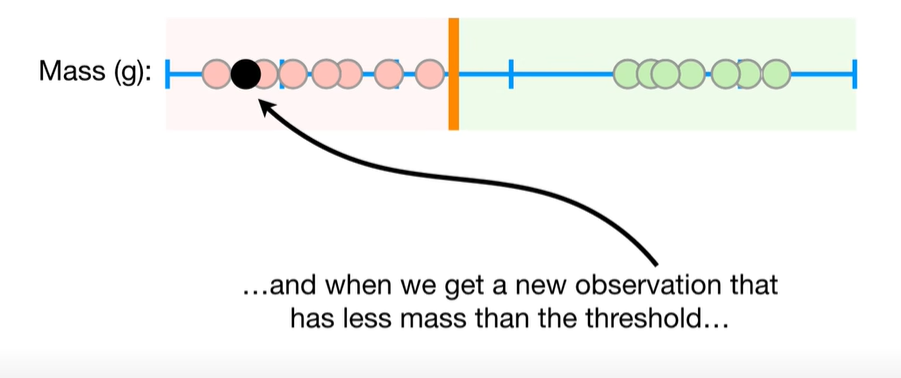 Mass (g):
…and when we get a new observation that
has less mass than the threshold…